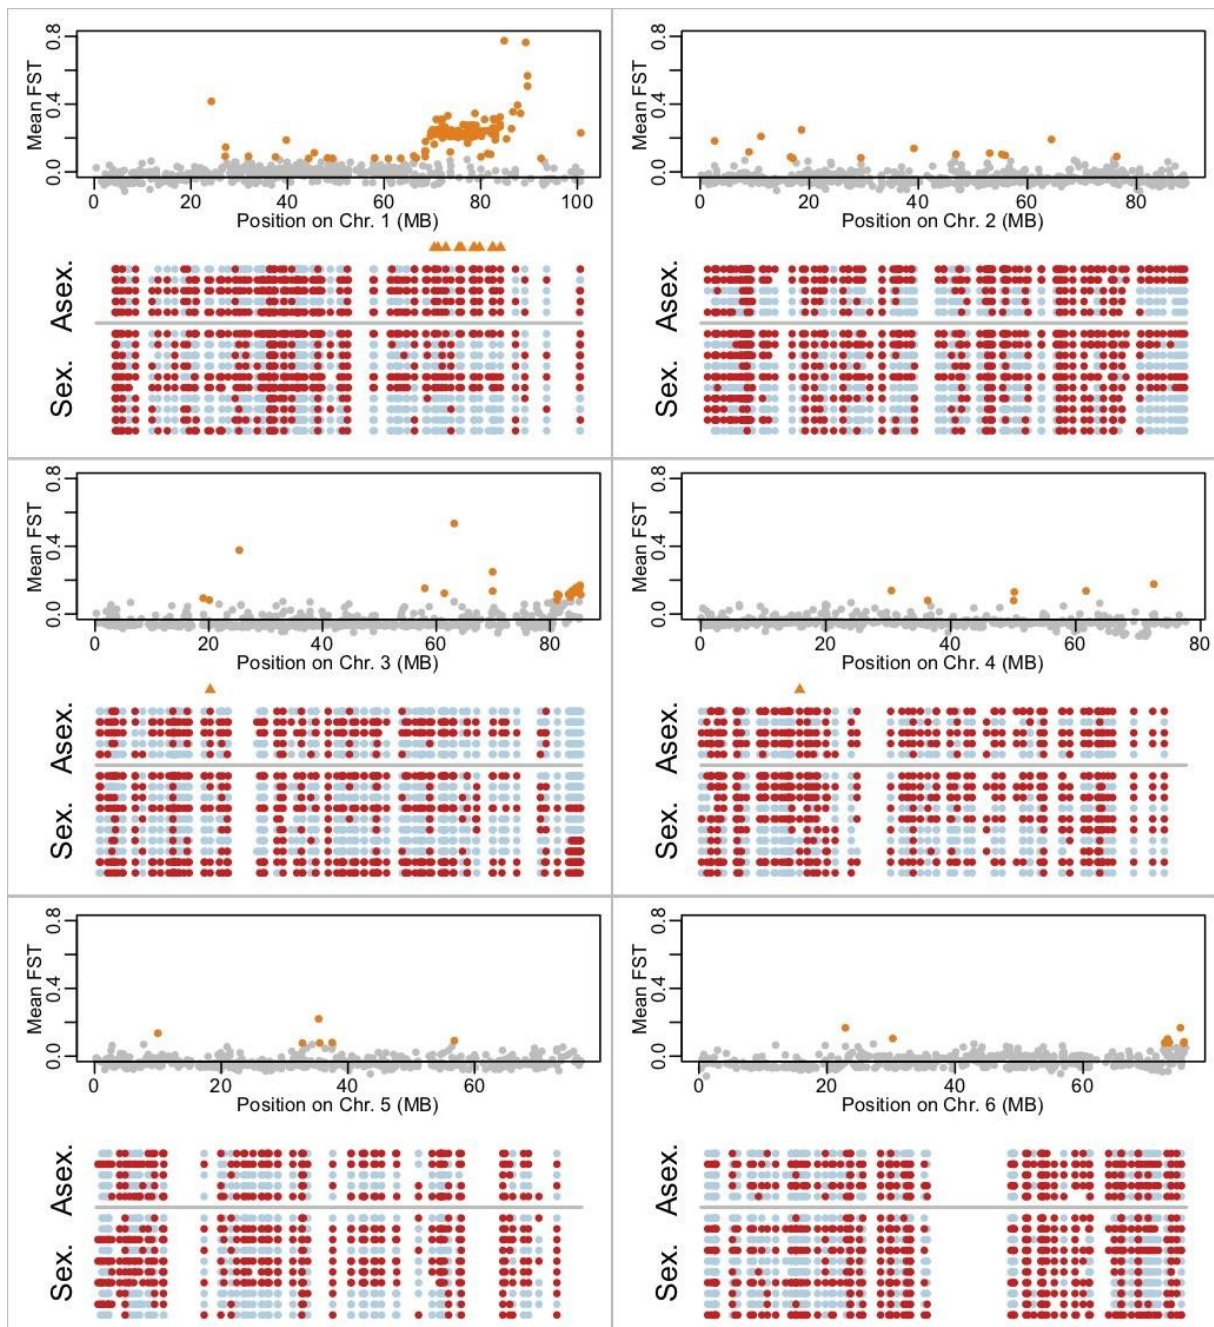 Mean FST
0.0 0.4 0.8
0 20 40 60 80 100
Position on Chr. 1 (MB)
Asex.
Sex.
Mean FST
0.0 0.4 0.8
0 20 40 60 80
Position on Chr. 2 (MB)
Asex.
Sex.
Mean FST
0.0 0.4 0.8
0 20 40 60 80
Position on Chr. 3 (MB)
Asex.
Sex.
Mean FST
0.0 0.4 0.8
0 20 40 60 80
Position on Chr. 4 (MB)
Asex.
Sex.
Mean FST
0.0 0.4 0.8
0 20 40 60
Position on Chr. 5 (MB)
Asex.
Sex.
Mean FST
0.0 0.4 0.8
0 20 40 60
Position on Chr. 6 (MB)
Asex.
Sex.